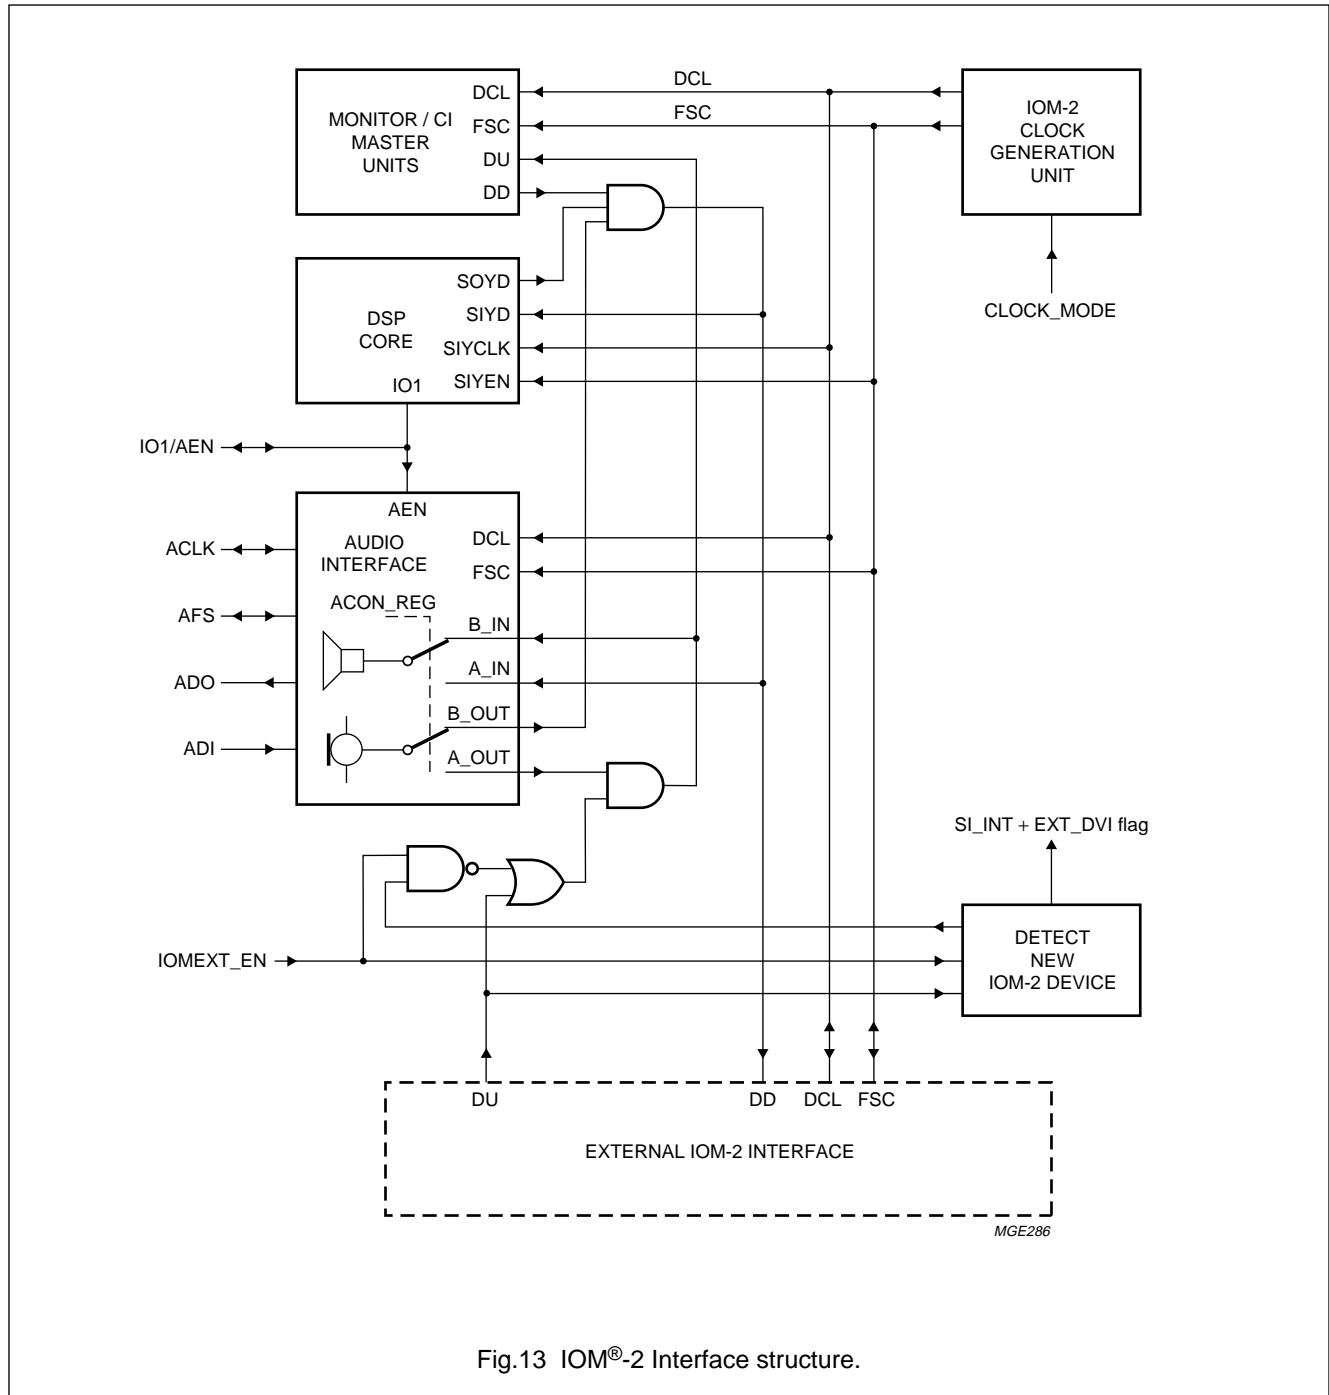 DCL
FSC
MONITOR / CI
MASTER
UNITS
DCL
FSC
DU
DD
IOM-2
CLOCK
GENERATION
UNIT
CLOCK_MODE
DSP
CORE
SOYD
SIYD
SIYCLK
SIYEN
IO1
IO1/AEN
AEN
AUDIO
INTERFACE
DCL
FSC
ACON_REG
B_IN
A_IN
B_OUT
A_OUT
ACLK
AFS
ADO
ADI
SI_INT + EXT_DVI flag
DETECT
NEW
IOM-2 DEVICE
IOMEXT_EN
DU
DD
DCL
FSC
EXTERNAL IOM-2 INTERFACE
MGE286
Fig.13 IOM®-2 Interface structure.